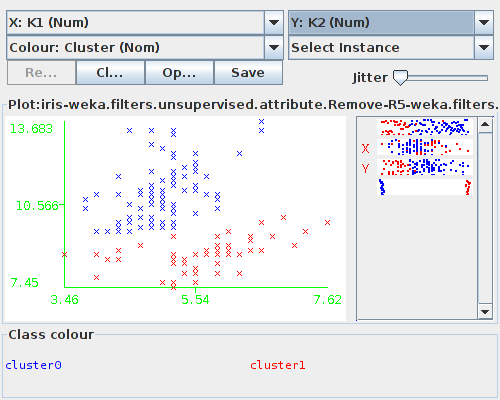 X: K1 (Num) Y: K2 (Num)
Colour: Cluster (Nom) Select Instance
Re... Cl... Op... Save Jitter
Plot:iris-weka.filters.unsupervised.attribute.Remove-R5-weka.filters.
13.683
10.566
7.45
3.46 5.54 7.62
X
Y
Class colour
cluster0 cluster1